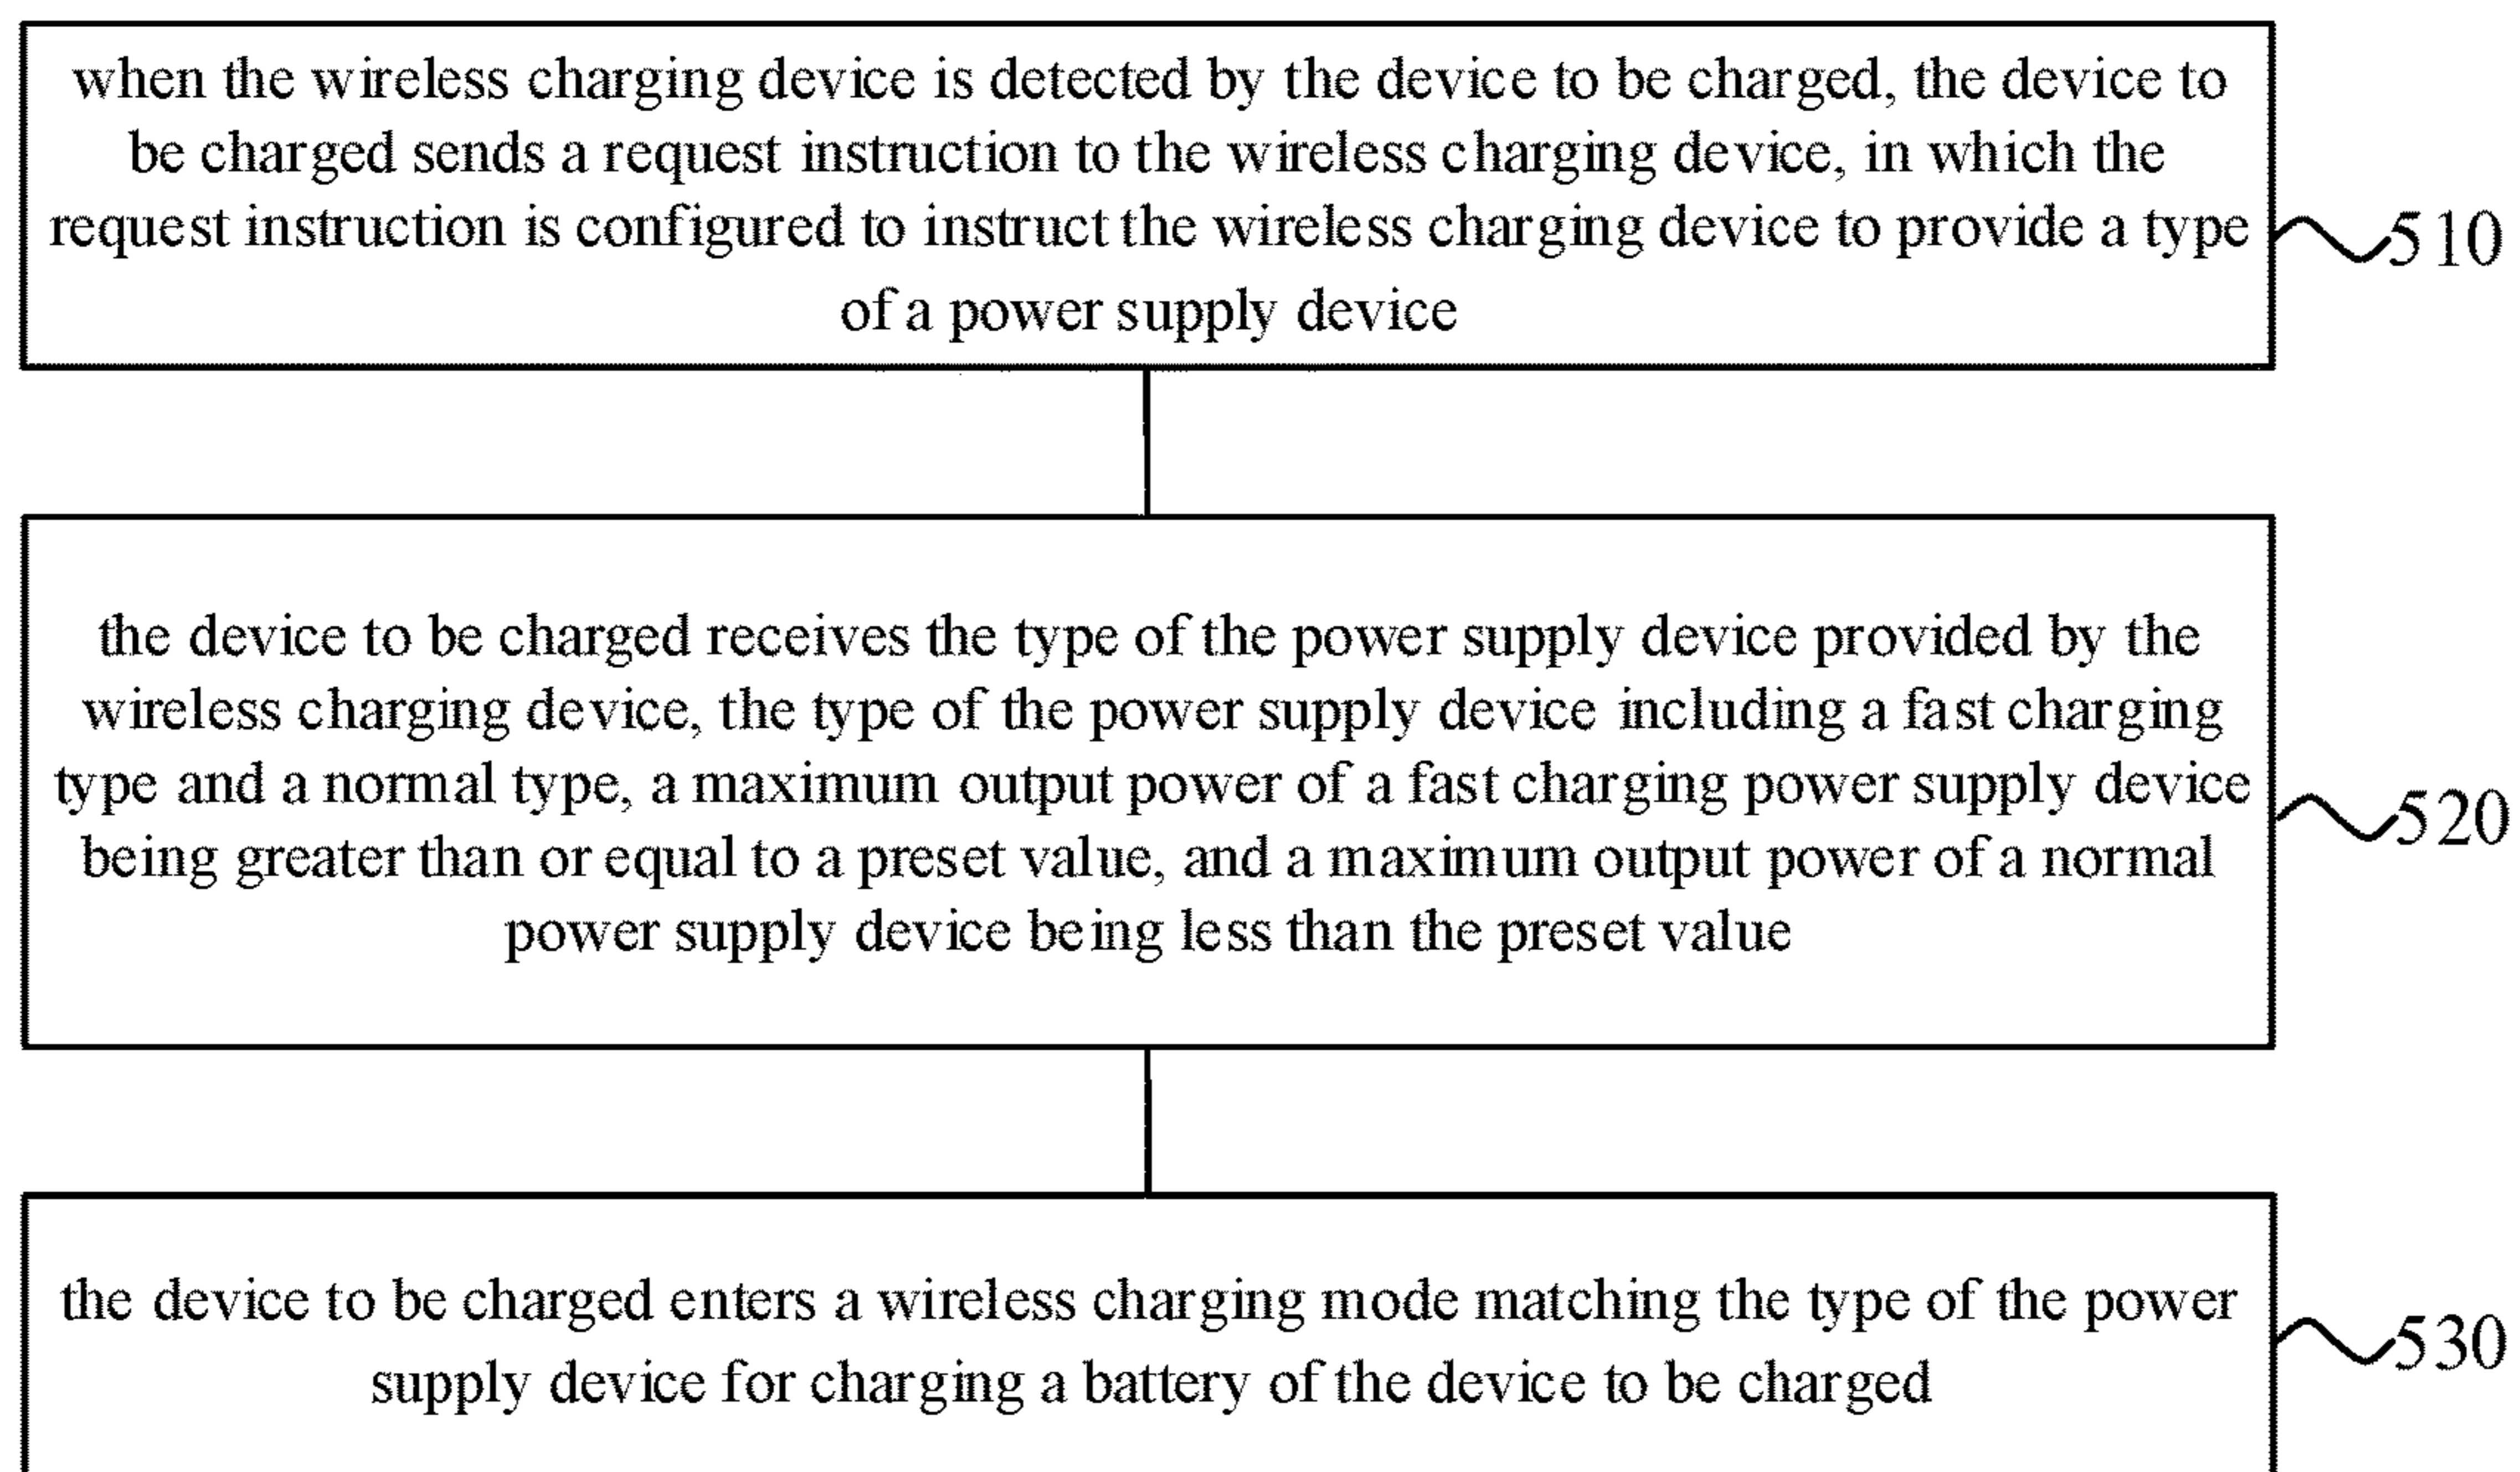 when the wireless charging device is detected by the device to be charged, the device to
be charged sends a request instruction to the wireless charging device, in which the
request instruction is configured to instruct the wireless charging device to provide a type
of a power supply device
510
the device to be charged receives the type of the power supply device provided by the
wireless charging device, the type of the power supply device including a fast charging
type and a normal type, a maximum output power of a fast charging power supply device
being greater than or equal to a preset value, and a maximum output power of a normal
power supply device being less than the preset value
520
the device to be charged enters a wireless charging mode matching the type of the power
supply device for charging a battery of the device to be charged
530